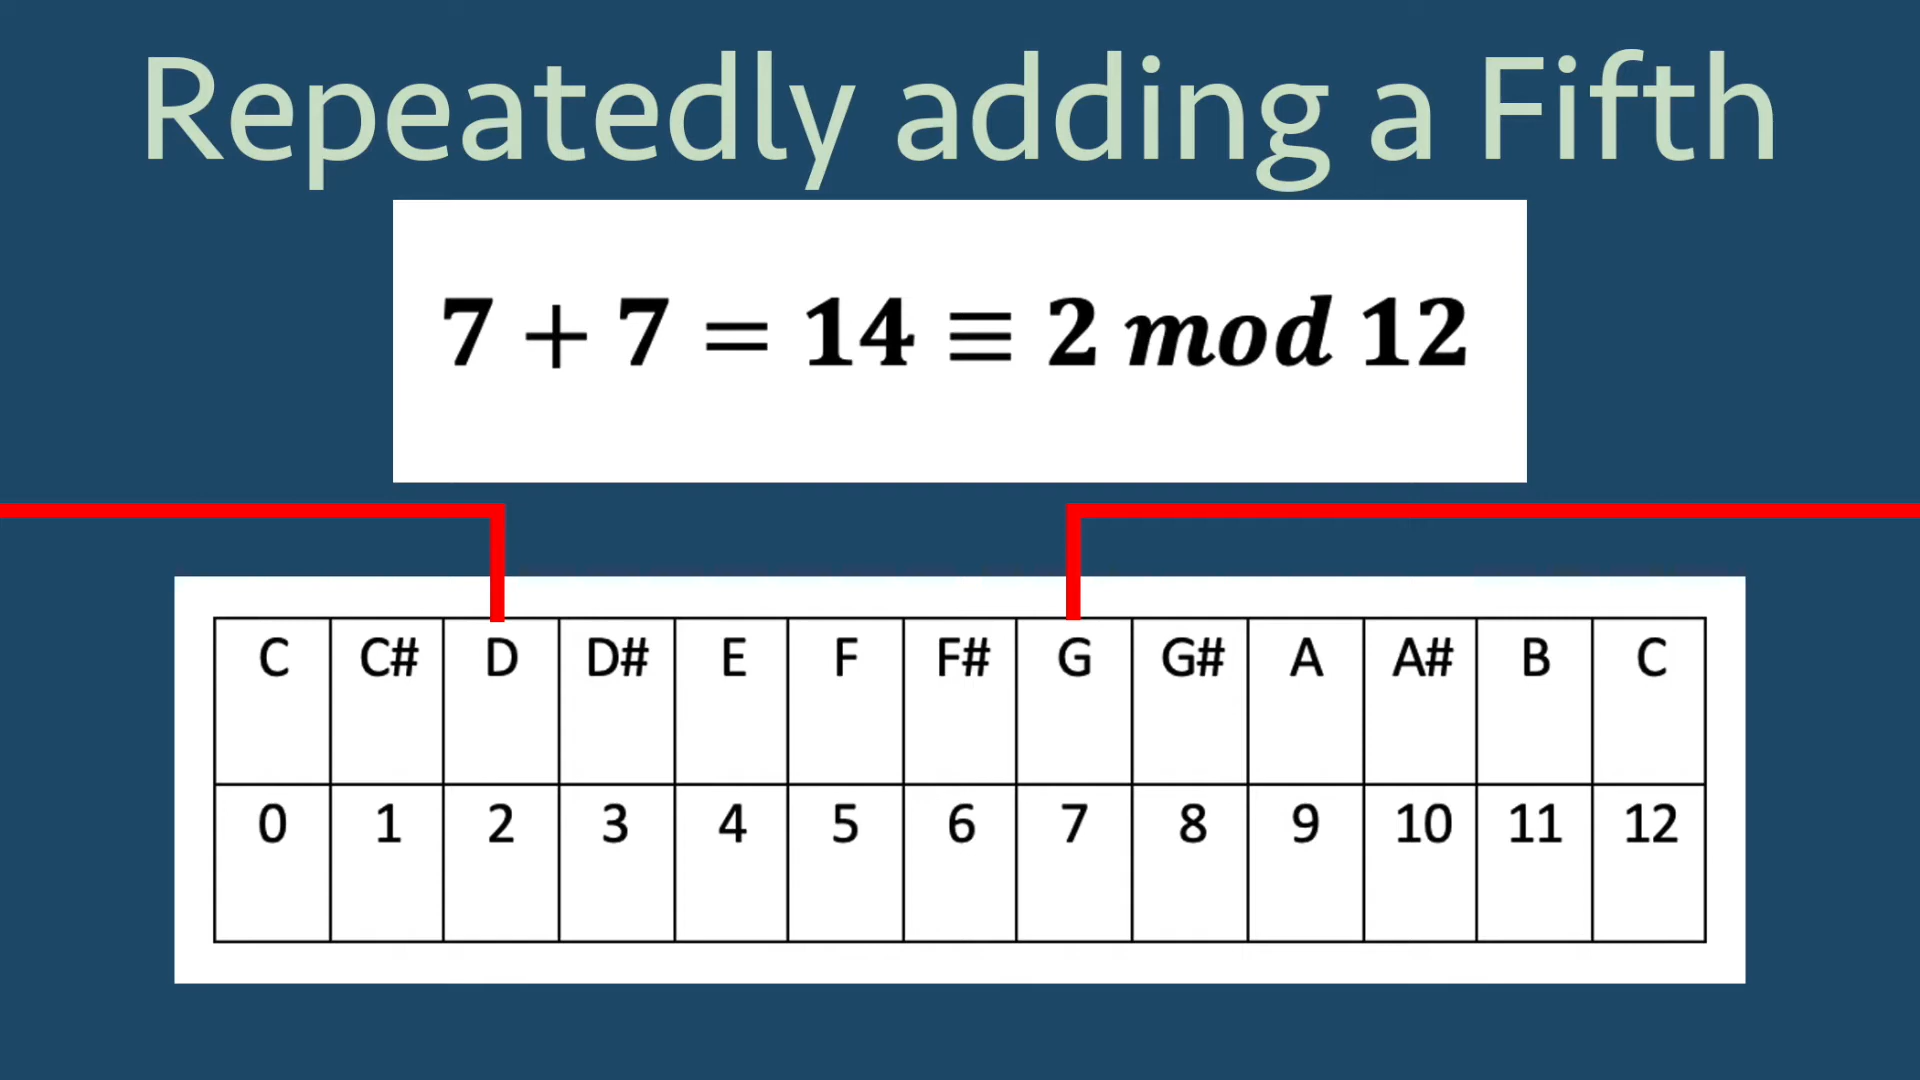 Repeatedly adding a Fifth
7 + 7 = 14 ≡ 2 mod 12
C C# D D# E F F# G G# A A# B C
0 1 2 3 4 5 6 7 8 9 10 11 12